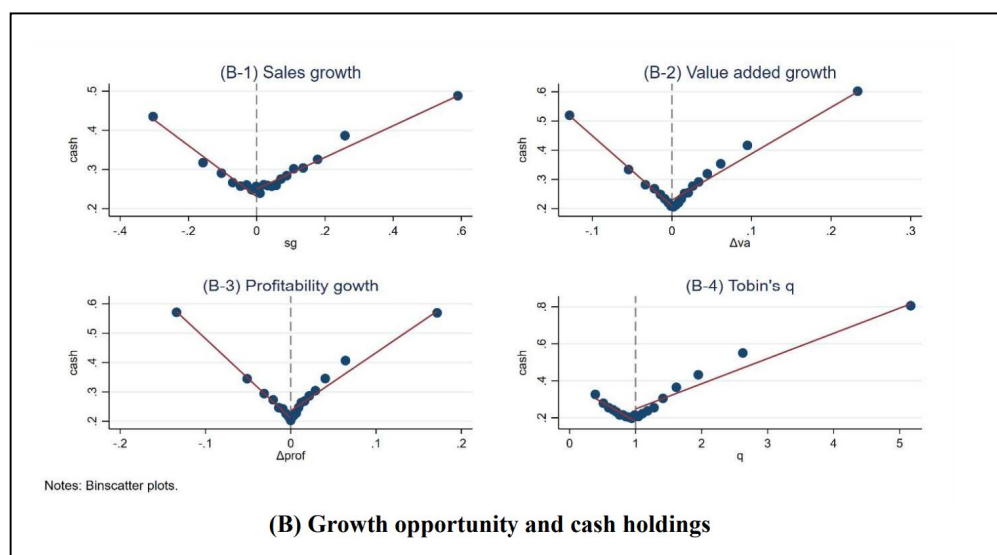 (B-1) Sales growth
cash
.5
.4
.3
.2
-.4
-.2
0
.2
.4
.6
sg
(B-2) Value added growth
cash
.6
.5
.4
.3
.2
-.1
0
.1
.2
.3
Δva
(B-3) Profitability gowth
cash
.6
.5
.4
.3
.2
-.2
-.1
0
.1
.2
Δprof
(B-4) Tobin's q
cash
.8
.6
.4
.2
0
1
2
3
4
5
q
Notes: Binscatter plots.
(B) Growth opportunity and cash holdings